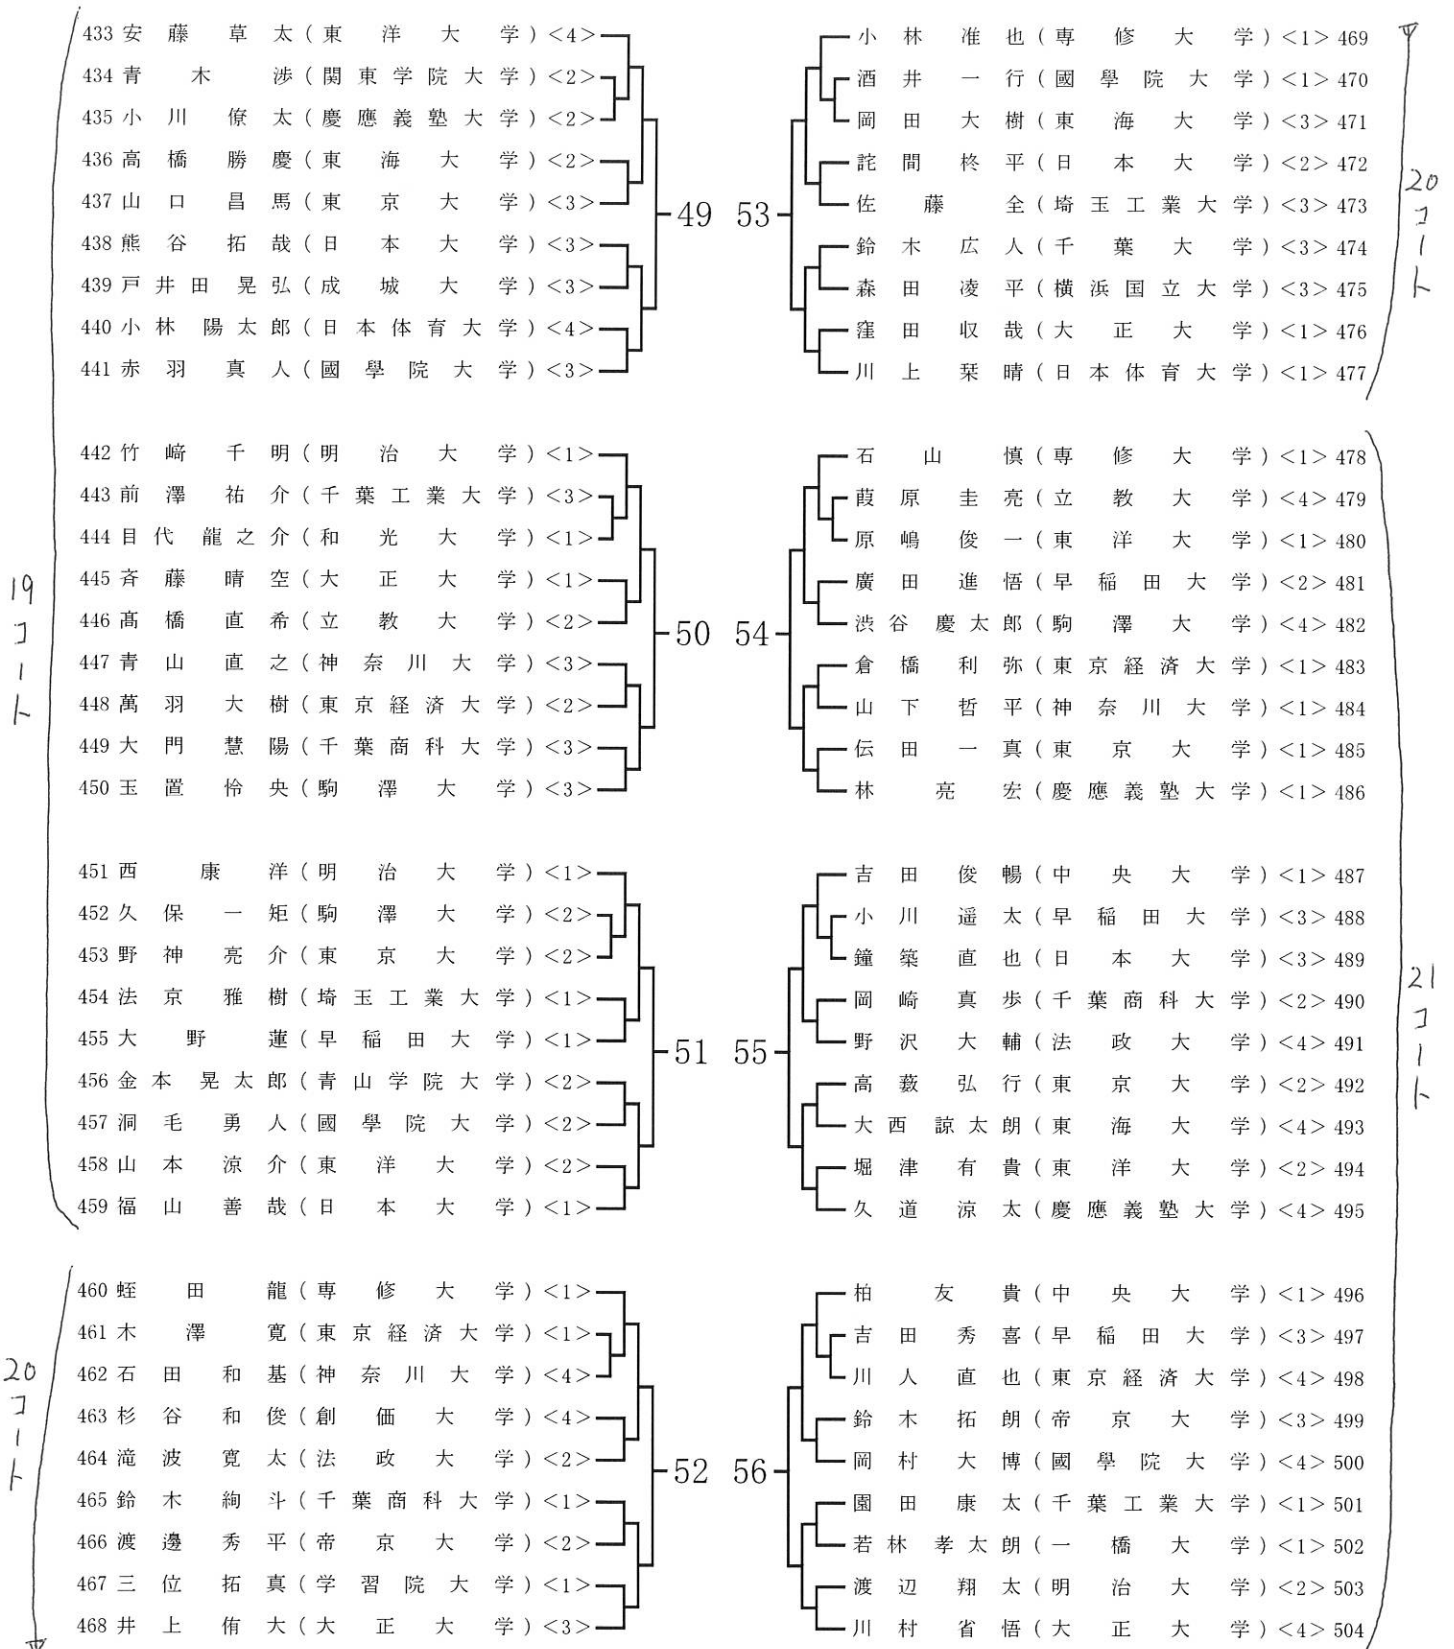 433 安藤草太(東洋大学)<4>
434 青木渉(関東学院大学)<2>
435 小川僚太(慶應義塾大学)<2>
436 高橋勝慶(東海大学)<2>
437 山口昌馬(東京大学)<3>
438 熊谷拓哉(日本大学)<3>
439 戸井田晃弘(成城大学)<3>
440 小林陽太郎(日本体育大学)<4>
441 赤羽真人(國學院大学)<3>
49
442 竹﨑千明(明治大学)<1>
443 前澤祐介(千葉工業大学)<3>
444 目代龍之介(和光大学)<1>
445 斉藤晴空(大正大学)<1>
446 髙橋直希(立教大学)<2>
447 青山直之(神奈川大学)<3>
448 萬羽大樹(東京経済大学)<2>
449 大門慧陽(千葉商科大学)<3>
450 玉置怜央(駒澤大学)<3>
50
451 西康洋(明治大学)<1>
452 久保一矩(駒澤大学)<2>
453 野神亮介(東京大学)<2>
454 法京雅樹(埼玉工業大学)<1>
455 大野蓮(早稲田大学)<1>
456 金本晃太郎(青山学院大学)<2>
457 洞毛勇人(國學院大学)<2>
458 山本涼介(東洋大学)<2>
459 福山善哉(日本大学)<1>
51
19コート
460 蛭田龍(専修大学)<1>
461 木澤寛(東京経済大学)<1>
462 石田和基(神奈川大学)<4>
463 杉谷和俊(創価大学)<4>
464 滝波寛太(法政大学)<2>
465 鈴木絢斗(千葉商科大学)<1>
466 渡邊秀平(帝京大学)<2>
467 三位拓真(学習院大学)<1>
468 井上侑大(大正大学)<3>
52
20コート
小林准也(専修大学)<1> 469
酒井一行(國學院大学)<1> 470
岡田大樹(東海大学)<3> 471
詫間柊平(日本大学)<2> 472
佐藤全(埼玉工業大学)<3> 473
鈴木広人(千葉大学)<3> 474
森田凌平(横浜国立大学)<3> 475
窪田収哉(大正大学)<1> 476
川上栞晴(日本体育大学)<1> 477
53
20コート
石山慎(専修大学)<1> 478
葭原圭亮(立教大学)<4> 479
原嶋俊一(東洋大学)<1> 480
廣田進悟(早稲田大学)<2> 481
渋谷慶太郎(駒澤大学)<4> 482
倉橋利弥(東京経済大学)<1> 483
山下哲平(神奈川大学)<1> 484
伝田一真(東京大学)<1> 485
林亮宏(慶應義塾大学)<1> 486
54
吉田俊暢(中央大学)<1> 487
小川遥太(早稲田大学)<3> 488
鐘築直也(日本大学)<3> 489
岡崎真歩(千葉商科大学)<2> 490
野沢大輔(法政大学)<4> 491
高薮弘行(東京大学)<2> 492
大西諒太朗(東海大学)<4> 493
堀津有貴(東洋大学)<2> 494
久道涼太(慶應義塾大学)<4> 495
55
21コート
柏友貴(中央大学)<1> 496
吉田秀喜(早稲田大学)<3> 497
川人直也(東京経済大学)<4> 498
鈴木拓朗(帝京大学)<3> 499
岡村大博(國學院大学)<4> 500
園田康太(千葉工業大学)<1> 501
若林孝太朗(一橋大学)<1> 502
渡辺翔太(明治大学)<2> 503
川村省悟(大正大学)<4> 504
56